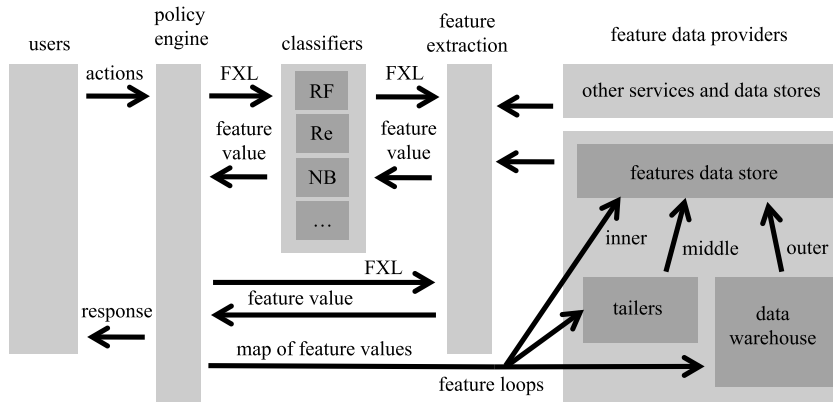 users
policy
engine
classifiers
feature
extraction
feature data providers
actions
FXL
FXL
RF
other services and data stores
feature
value
Re
feature
value
NB
features data store
…
inner
middle
outer
FXL
feature value
response
tailers
data
warehouse
map of feature values
feature loops